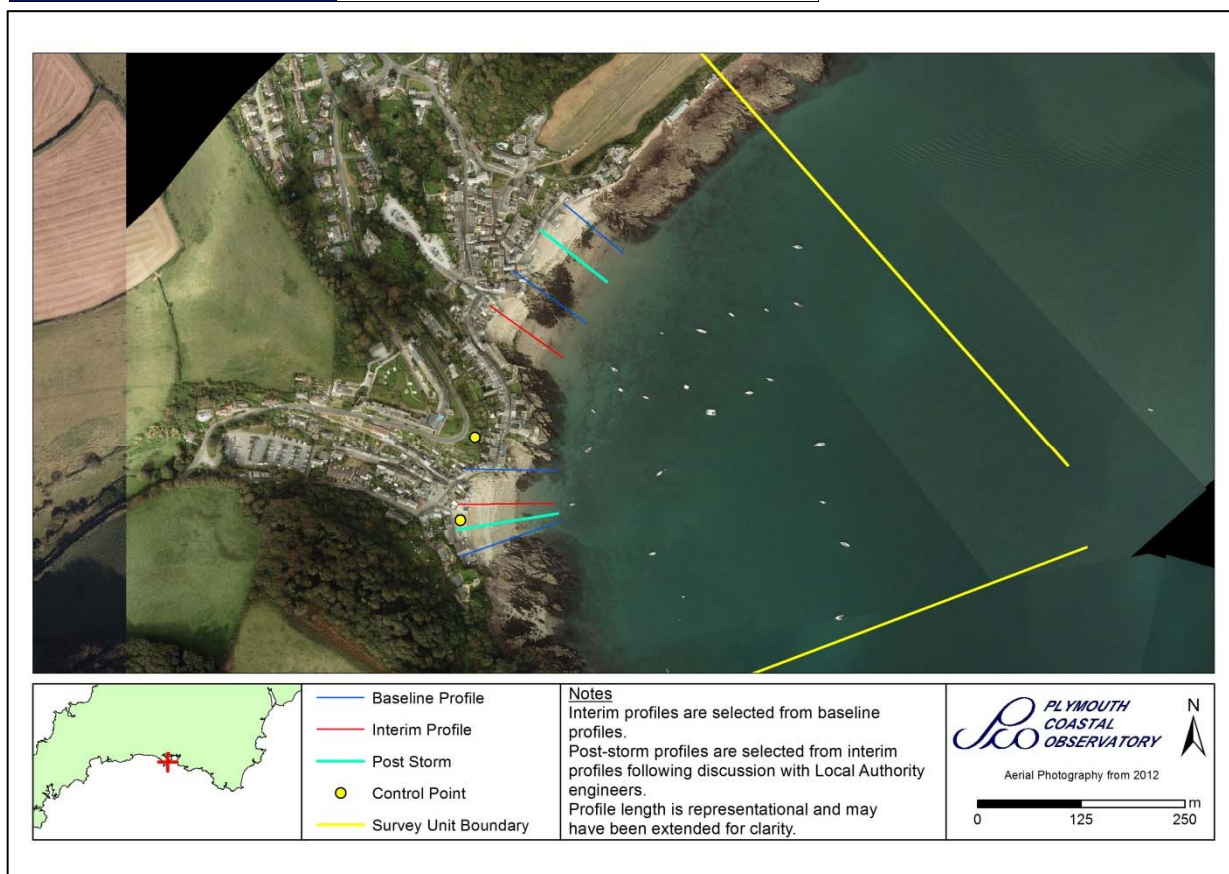 Baseline Profile
Interim Profile
Post Storm
Control Point
Survey Unit Boundary
Notes
Interim profiles are selected from baseline
profiles.
Post-storm profiles are selected from interim
profiles following discussion with Local Authority
engineers.
Profile length is representational and may
have been extended for clarity.
PLYMOUTH
COASTAL
OBSERVATORY
N
Aerial Photography from 2012
m
0 125 250